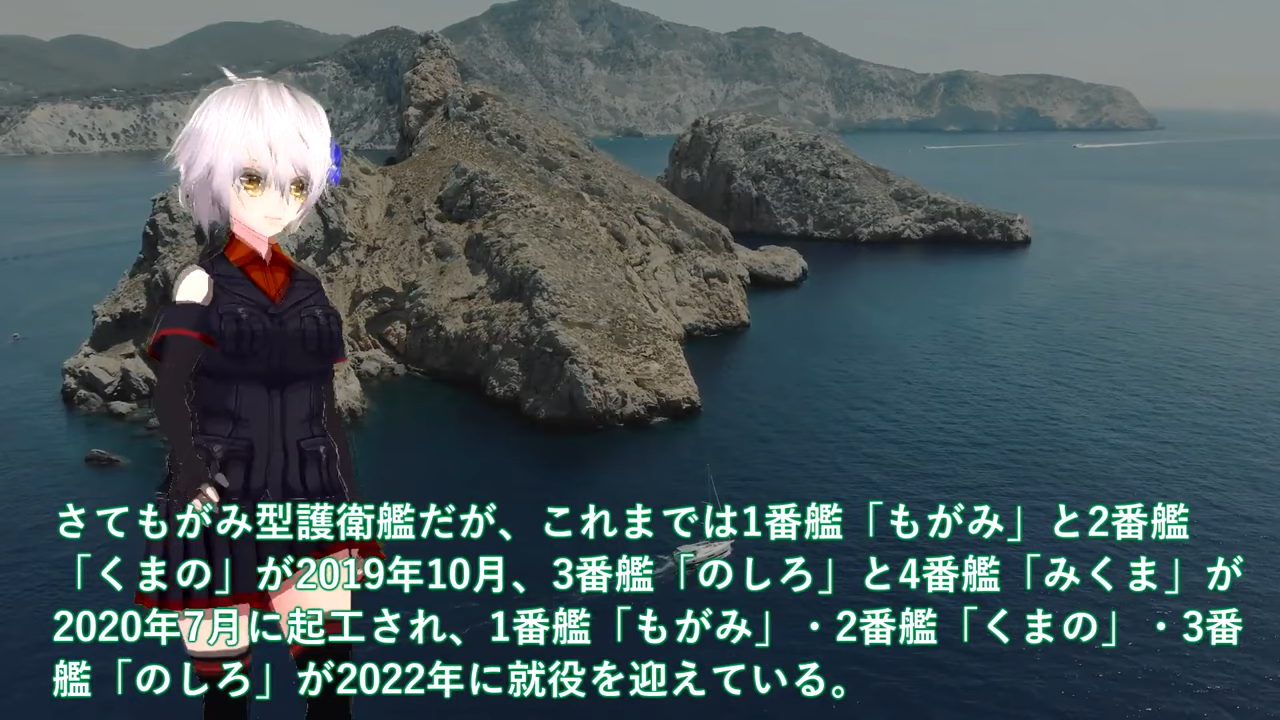 さてもがみ型護衛艦だが、これまでは1番艦「もがみ」と2番艦
「くまの」が2019年10月、3番艦「のしろ」と4番艦「みくま」が
2020年7月に起工され、1番艦「もがみ」・2番艦「くまの」・3番
艦「のしろ」が2022年に就役を迎えている。